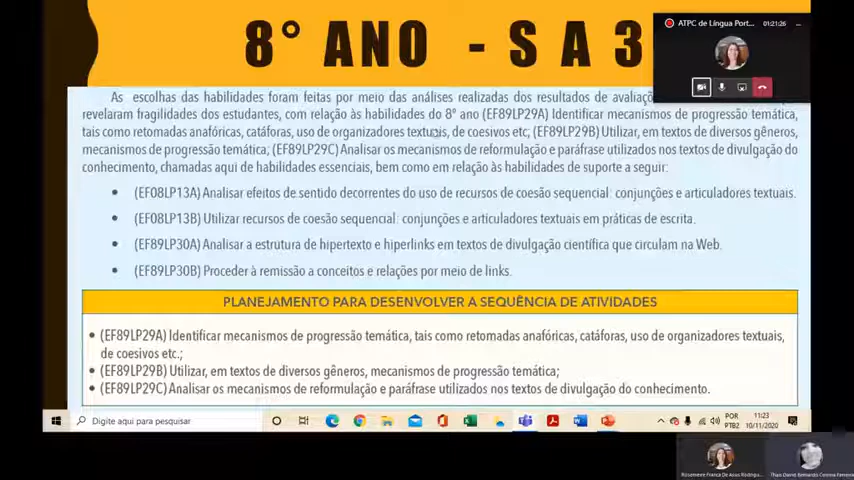 8° ANO - S A 3
ATPC de Língua Port... 01:21:26
As escolhas das habilidades foram feitas por meio das análises realizadas dos resultados de avaliaçõ
revelaram fragilidades dos estudantes, com relação às habilidades do 8º ano (EF89LP29A) Identificar mecanismos de progressão temática,
tais como retomadas anafóricas, catáforas, uso de organizadores textuais, de coesivos etc; (EF89LP29B) Utilizar, em textos de diversos gêneros,
mecanismos de progressão temática; (EF89LP29C) Analisar os mecanismos de reformulação e paráfrase utilizados nos textos de divulgação do
conhecimento, chamadas aqui de habilidades essenciais, bem como em relação às habilidades de suporte a seguir:
• (EF08LP13A) Analisar efeitos de sentido decorrentes do uso de recursos de coesão sequencial: conjunções e articuladores textuais.
• (EF08LP13B) Utilizar recursos de coesão sequencial: conjunções e articuladores textuais em práticas de escrita.
• (EF89LP30A) Analisar a estrutura de hipertexto e hiperlinks em textos de divulgação científica que circulam na Web.
• (EF89LP30B) Proceder à remissão a conceitos e relações por meio de links.
PLANEJAMENTO PARA DESENVOLVER A SEQUÊNCIA DE ATIVIDADES
• (EF89LP29A) Identificar mecanismos de progressão temática, tais como retomadas anafóricas, catáforas, uso de organizadores textuais,
de coesivos etc.;
• (EF89LP29B) Utilizar, em textos de diversos gêneros, mecanismos de progressão temática;
• (EF89LP29C) Analisar os mecanismos de reformulação e paráfrase utilizados nos textos de divulgação do conhecimento.
Digite aqui para pesquisar
POR 11:23
PTB2 10/11/2020